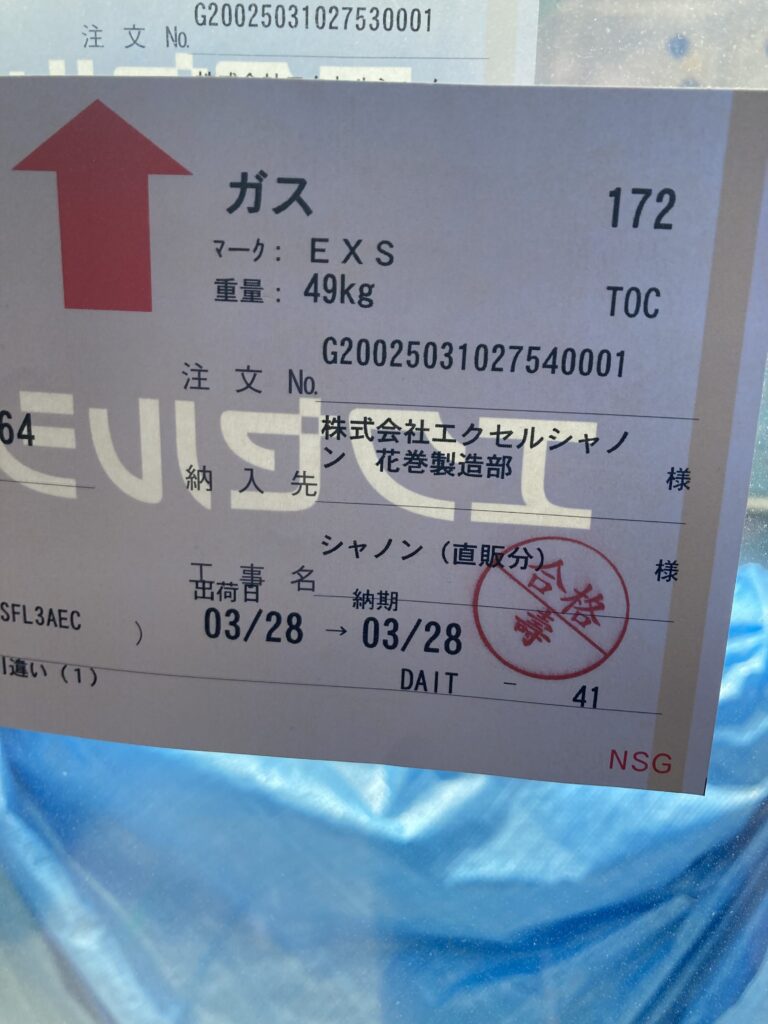 注文 No. G20025031027530001
ガス 172
マーク: EXS
重量: 49kg TOC
注文 No. G20025031027540001
64
株式会社エクセルシャノ
ン 花巻製造部
納入先 様
シャノン(直販分) 様
工事名
合格
壽
出荷日 納期
03/28 → 03/28
SFL3AEC )
違い(1)
DAIT - 41
NSG